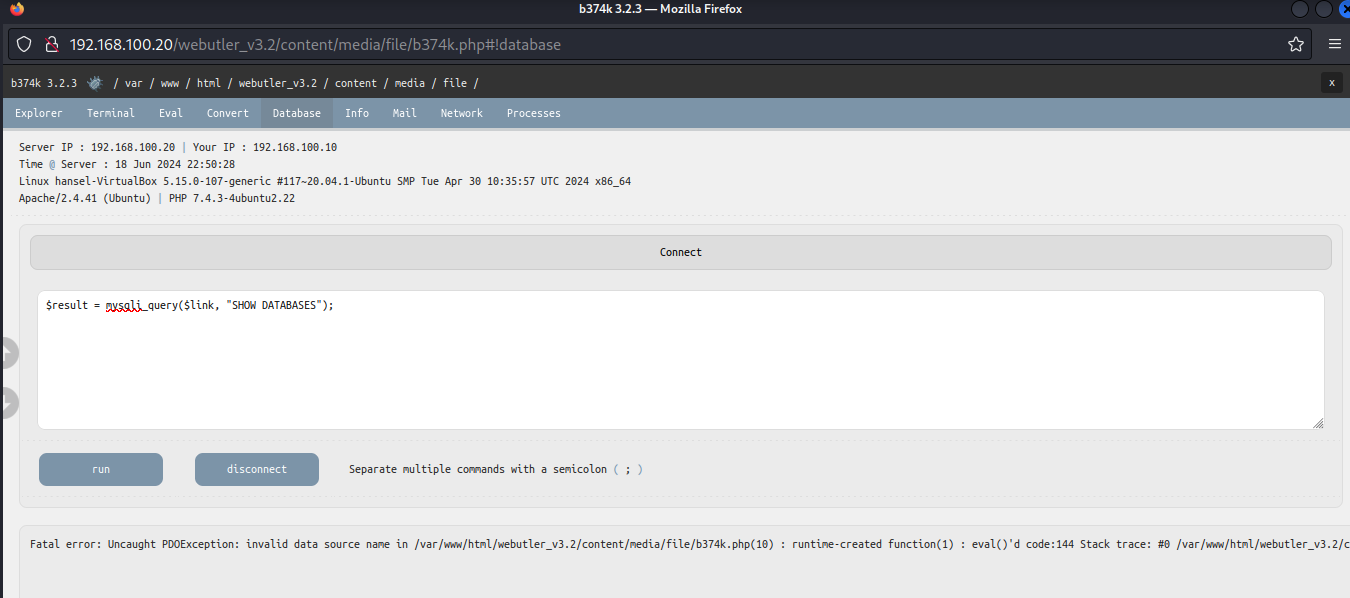 b374k 3.2.3 — Mozilla Firefox
192.168.100.20/webutler_v3.2/content/media/file/b374k.php#!database
b374k 3.2.3 / var / www / html / webutler_v3.2 / content / media / file / x
Explorer Terminal Eval Convert Database Info Mail Network Processes
Server IP : 192.168.100.20 | Your IP : 192.168.100.10
Time @ Server : 18 Jun 2024 22:50:28
Linux hansel-VirtualBox 5.15.0-107-generic #117~20.04.1-Ubuntu SMP Tue Apr 30 10:35:57 UTC 2024 x86_64
Apache/2.4.41 (Ubuntu) | PHP 7.4.3-4ubuntu2.22
Connect
$result = mysqli_query($link, "SHOW DATABASES");
run disconnect Separate multiple commands with a semicolon ( ; )
Fatal error: Uncaught PDOException: invalid data source name in /var/www/html/webutler_v3.2/content/media/file/b374k.php(10) : runtime-created function(1) : eval()'d code:144 Stack trace: #0 /var/www/html/webutler_v3.2/c